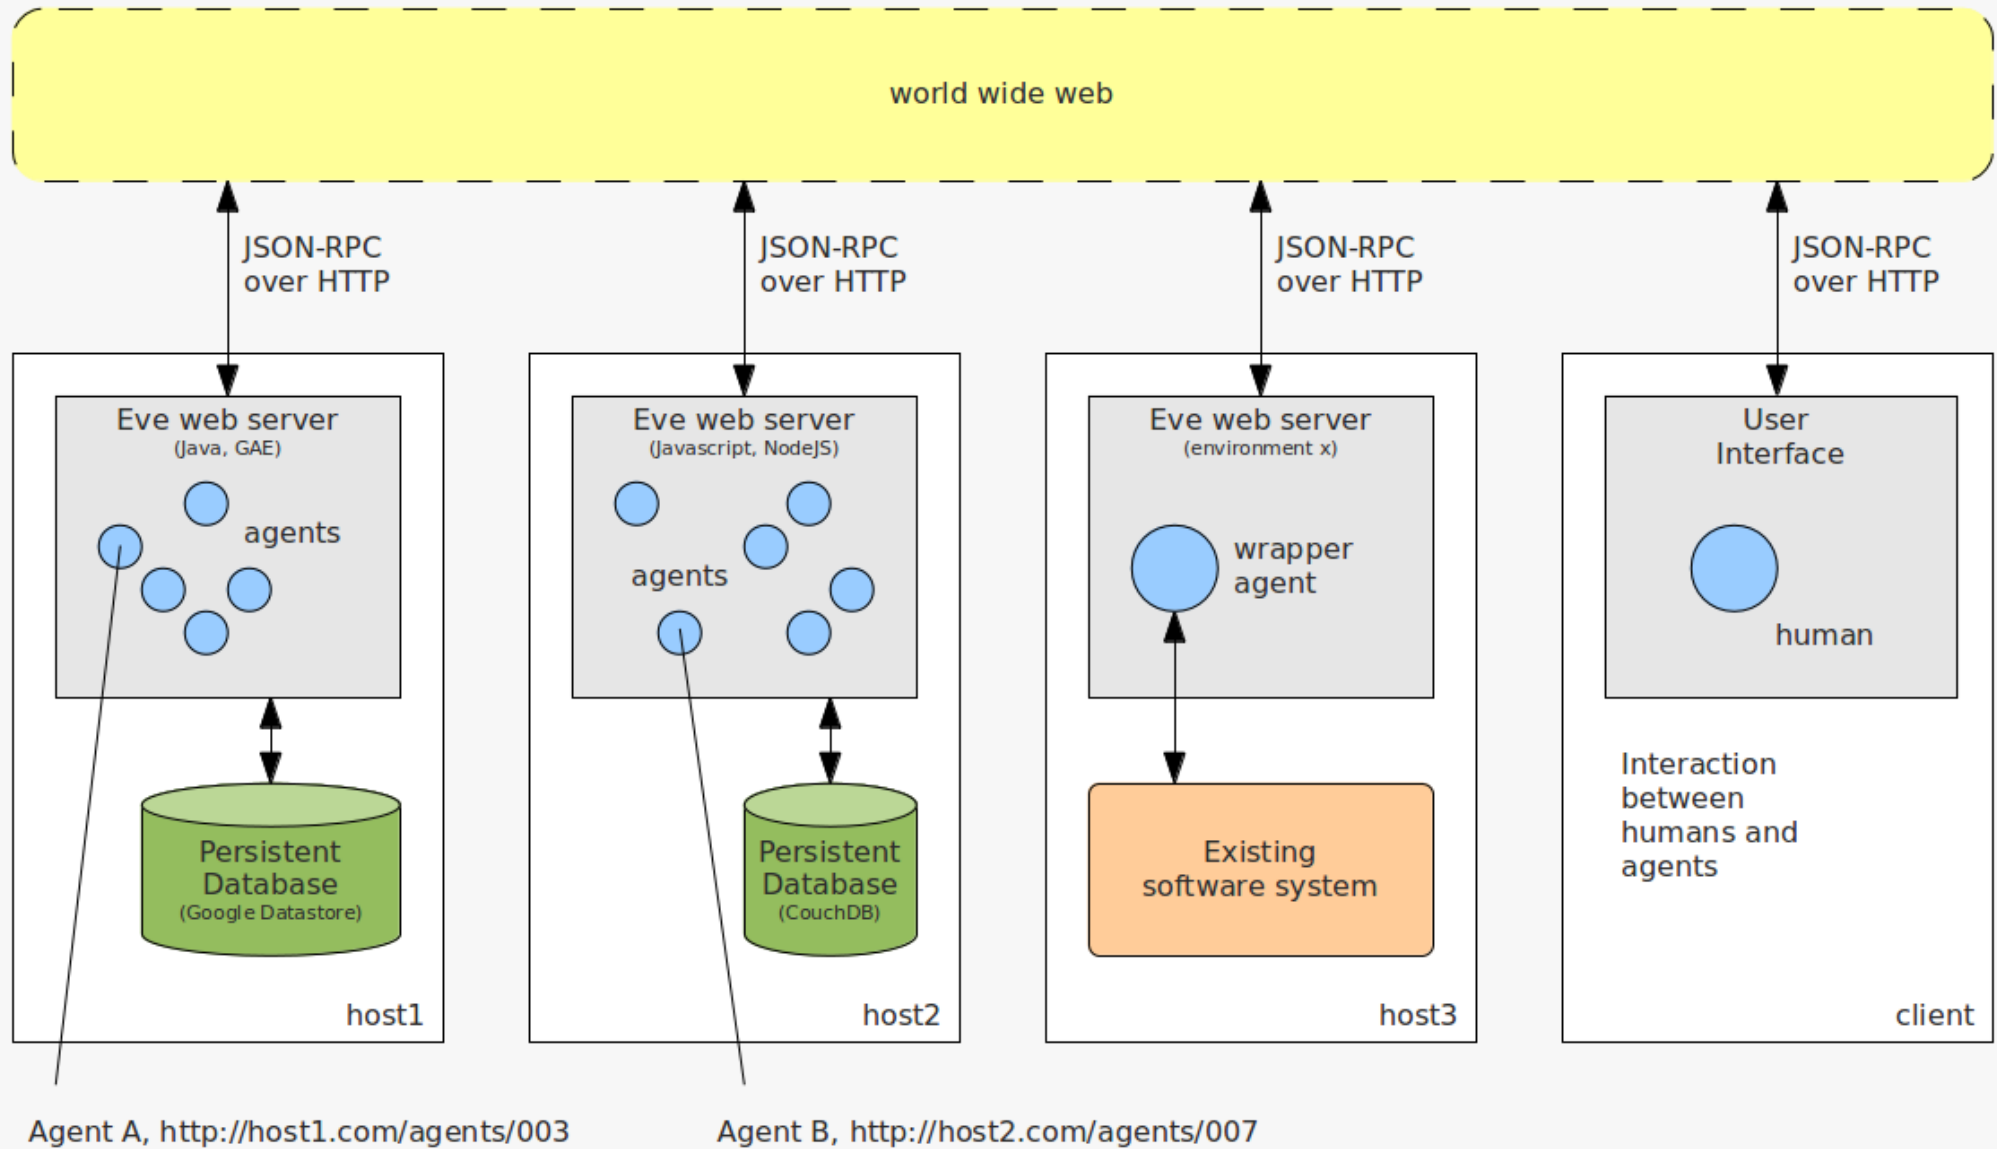 world wide web
JSON-RPC
over HTTP
JSON-RPC
over HTTP
JSON-RPC
over HTTP
JSON-RPC
over HTTP
Eve web server
(Java, GAE)
agents
Persistent
Database
(Google Datastore)
host1
Eve web server
(Javascript, NodeJS)
agents
Persistent
Database
(CouchDB)
host2
Eve web server
(environment x)
wrapper
agent
Existing
software system
host3
User
Interface
human
Interaction
between
humans and
agents
client
Agent A, http://host1.com/agents/003
Agent B, http://host2.com/agents/007